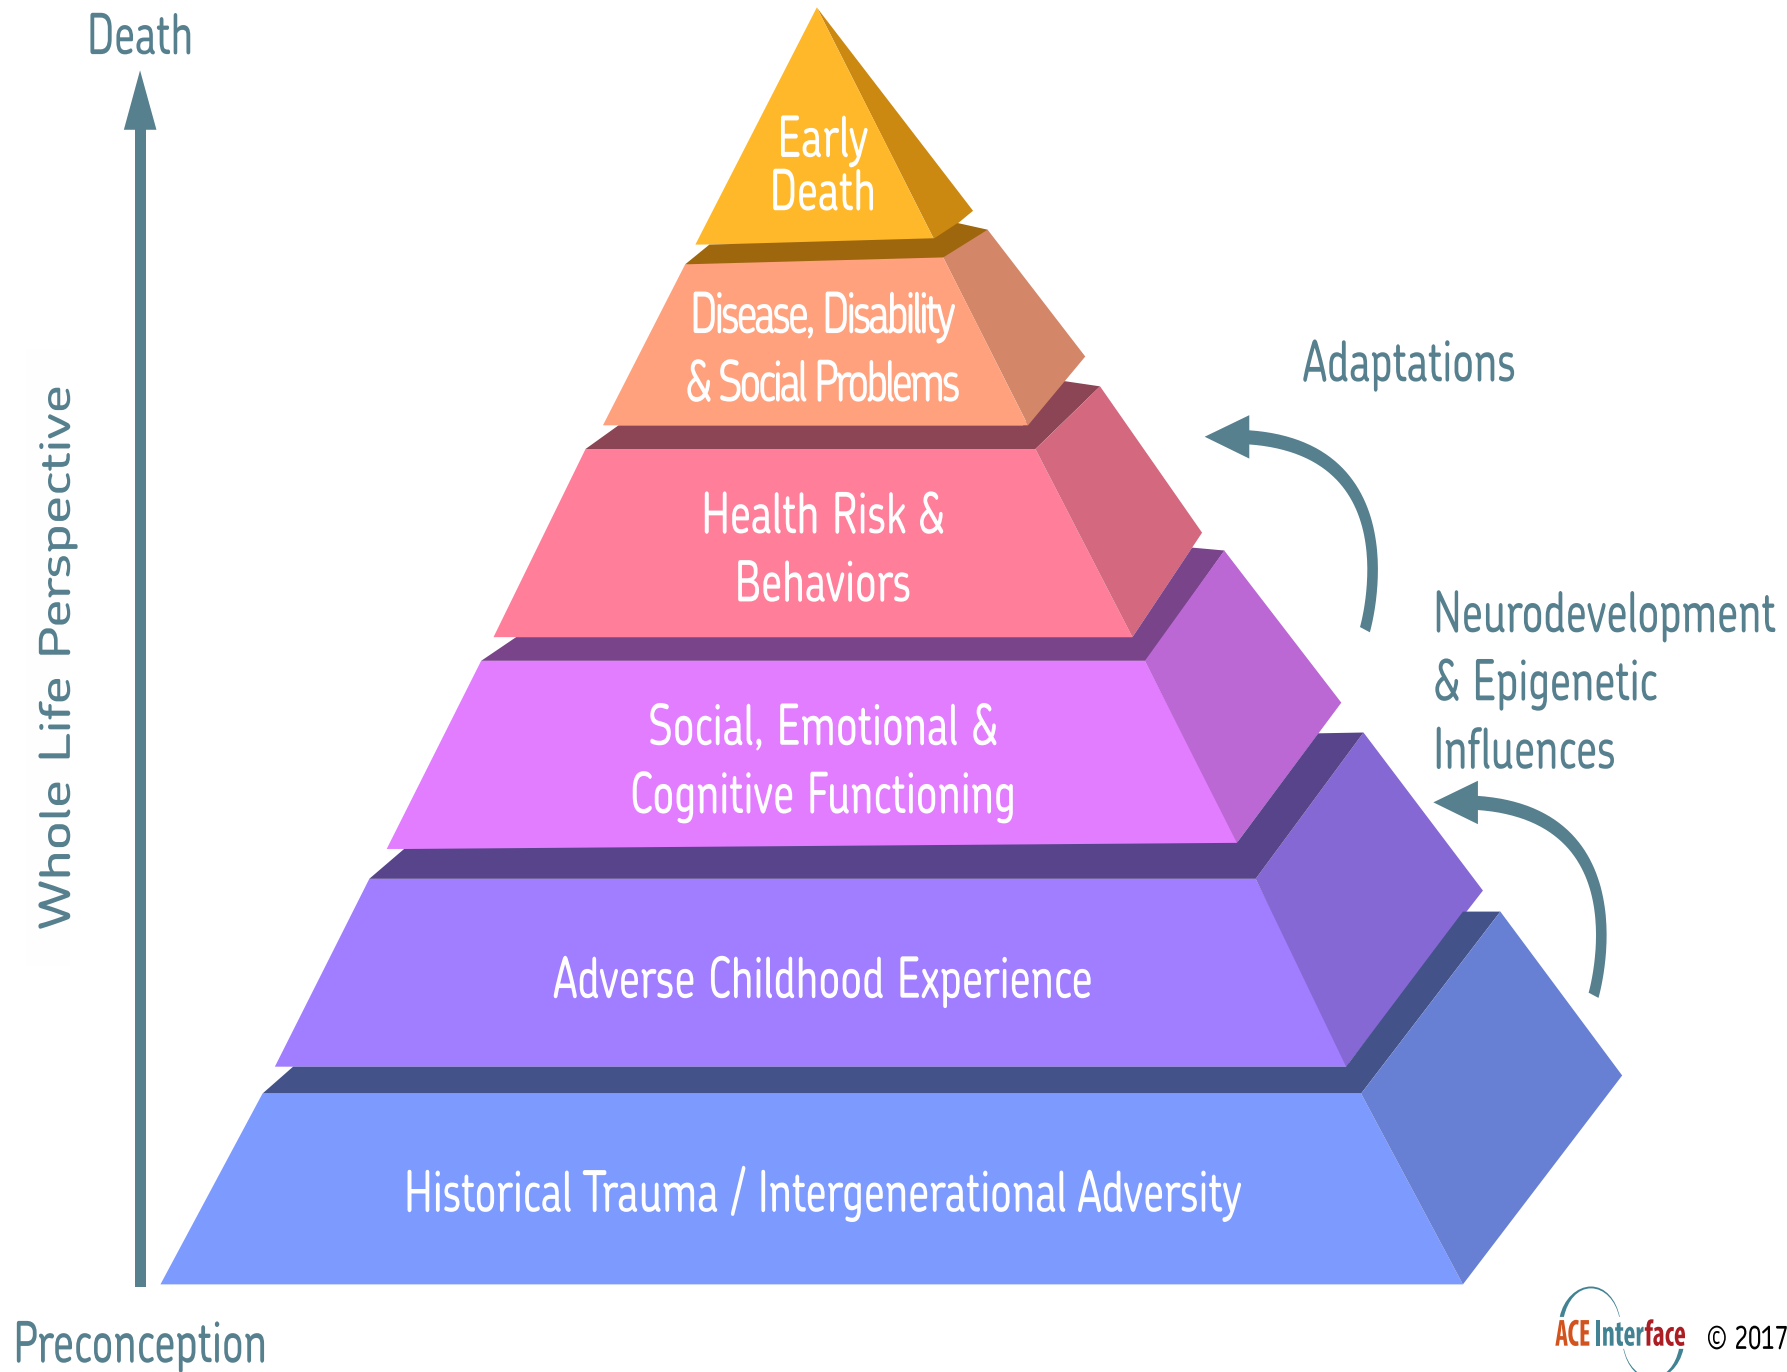 Death
Early
Death
Disease, Disability
& Social Problems
Adaptations
Health Risk &
Behaviors
Neurodevelopment
& Epigenetic
Influences
Social, Emotional &
Cognitive Functioning
Whole Life Perspective
Adverse Childhood Experience
Historical Trauma / Intergenerational Adversity
Preconception
ACE Interface © 2017